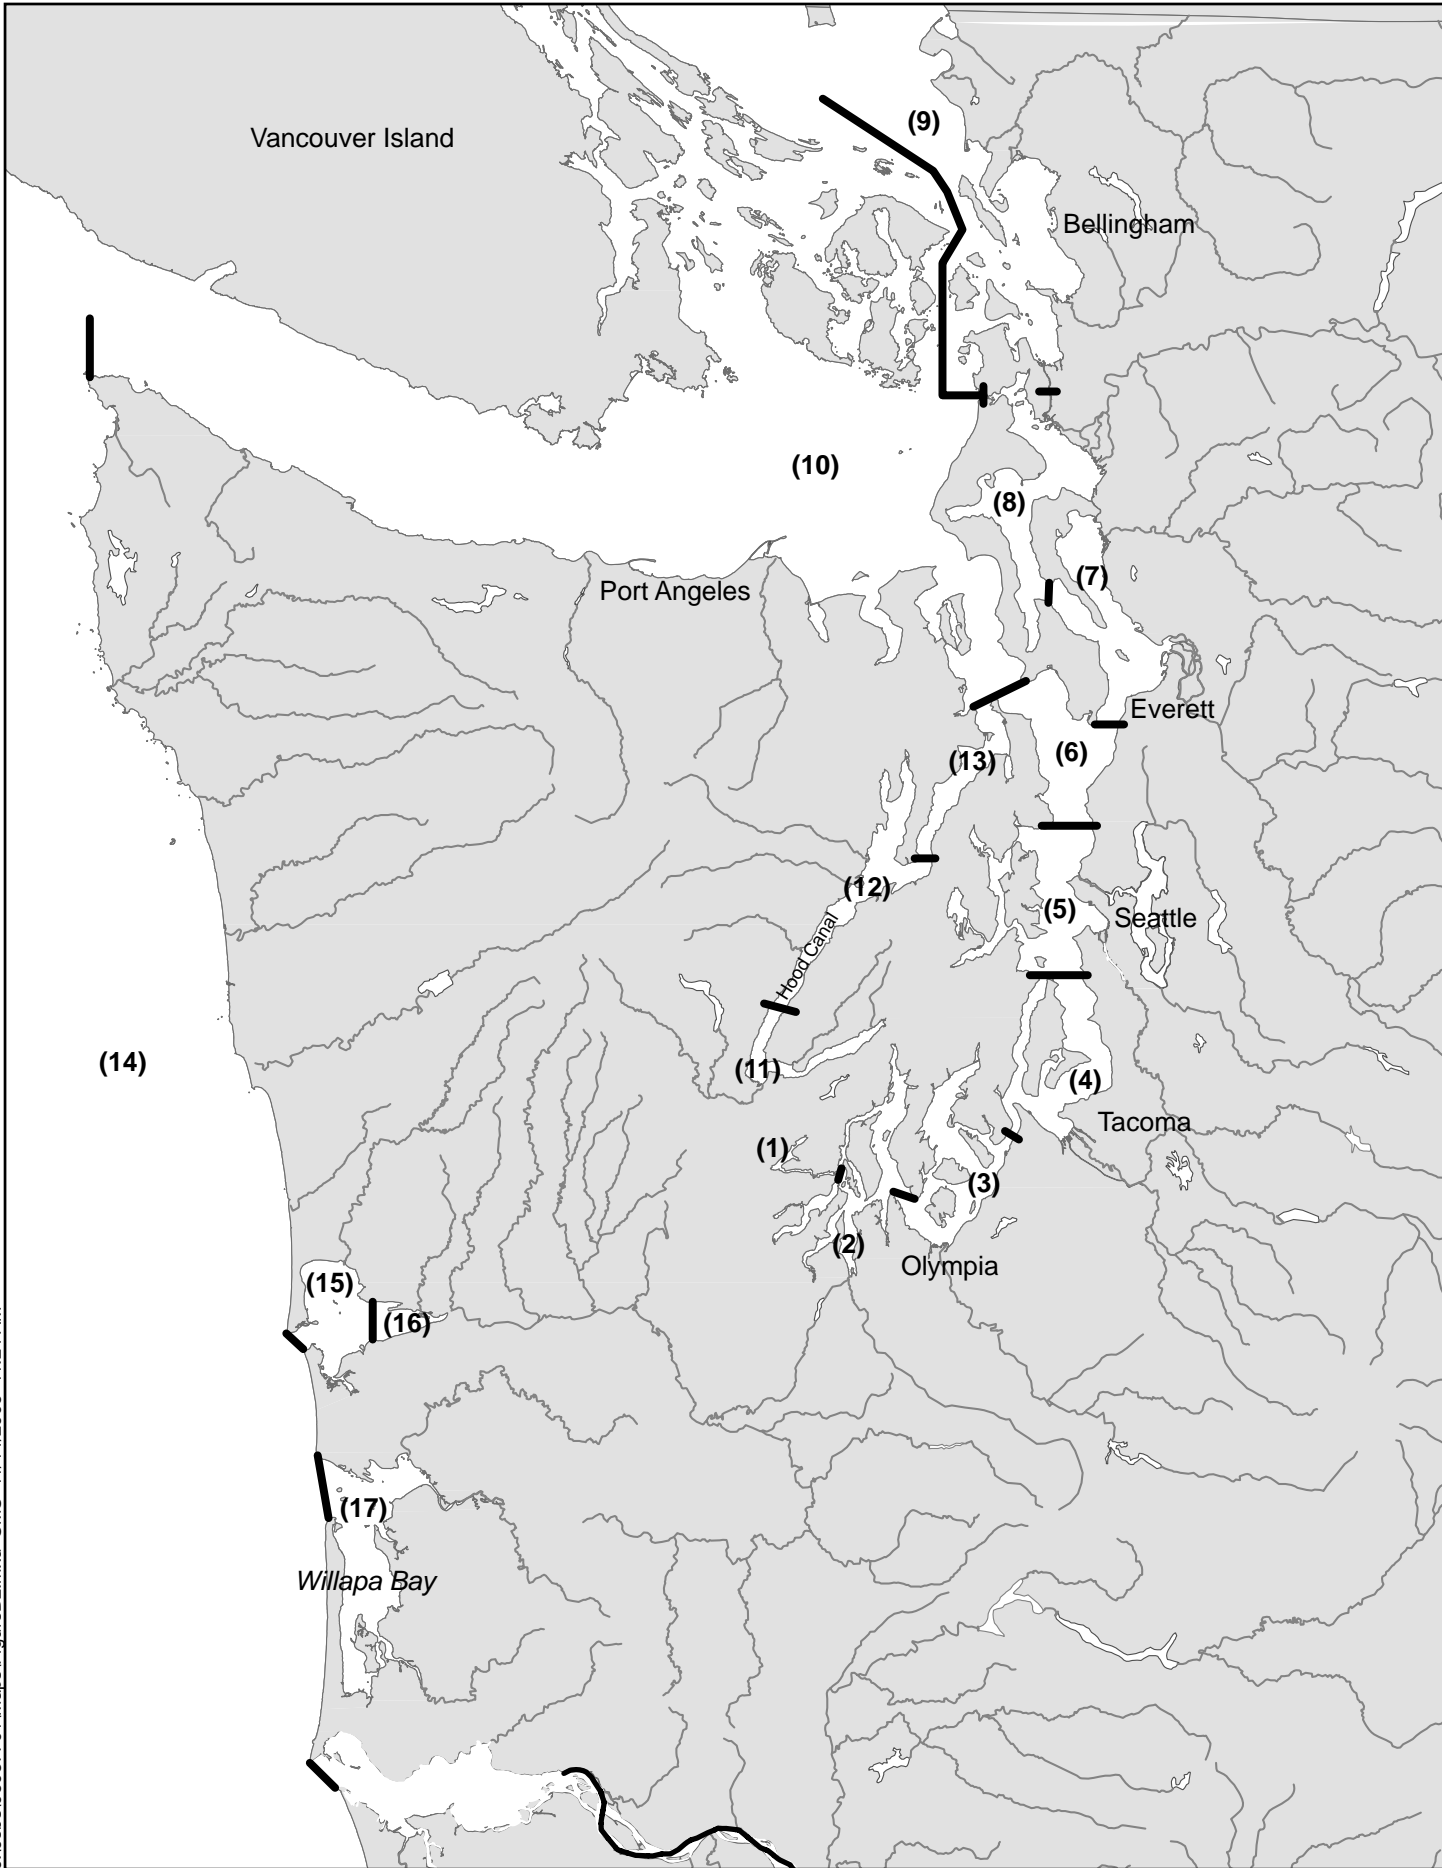 (9)
Vancouver Island
Bellingham
(10)
(8)
(7)
Port Angeles
Everett
(6)
(13)
(12)
(5)
Seattle
Hood Canal
(14)
(11)
(4)
Tacoma
(1)
(3)
(2)
Olympia
(15)
(16)
(17)
Willapa Bay